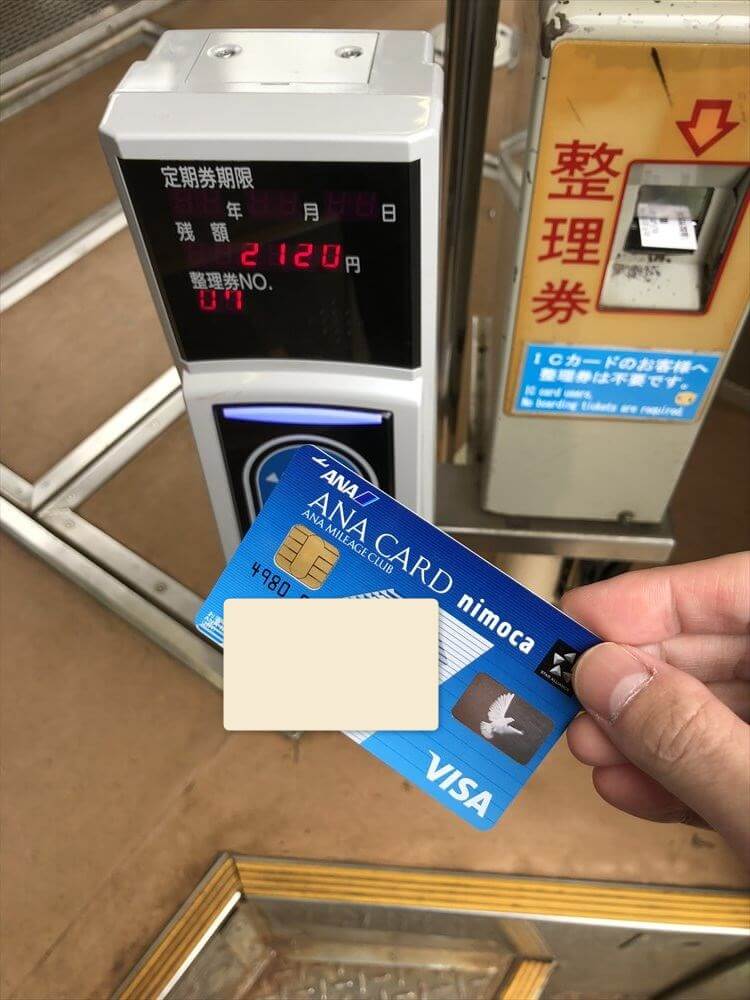 定期券期限
年 月 日
残額
2120円
整理券NO.
07
整理券
ICカードのお客様へ
整理券は不要です。
IC card users,
No boarding tickets are required
ANA
ANA CARD
ANA MILEAGE CLUB
nimoca
4980
STAR ALLIANCE
VISA